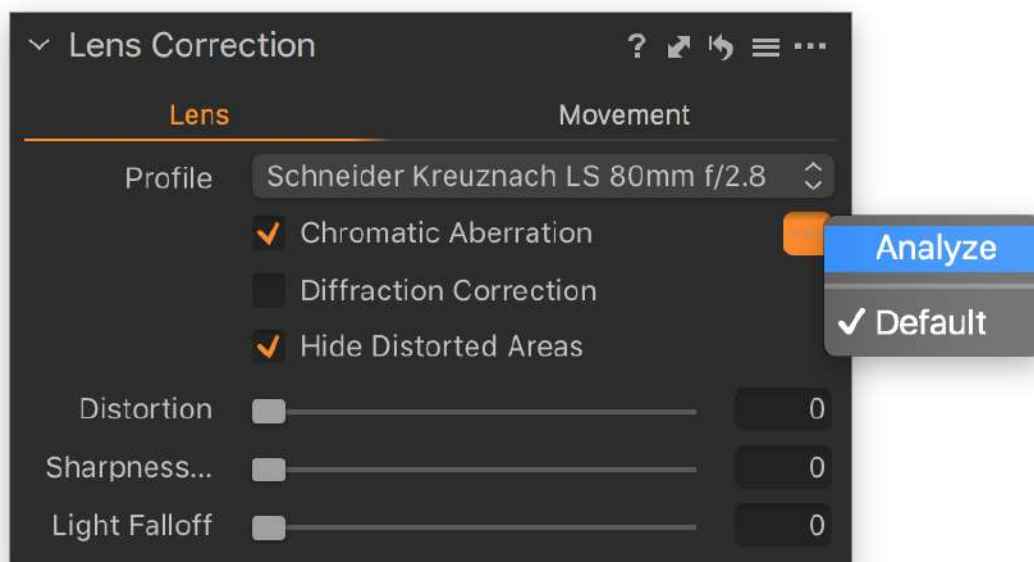 Lens Correction ? ...
Lens Movement
Profile Schneider Kreuznach LS 80mm f/2.8
Chromatic Aberration
Analyze
Diffraction Correction
Default
Hide Distorted Areas
Distortion 0
Sharpness... 0
Light Falloff 0